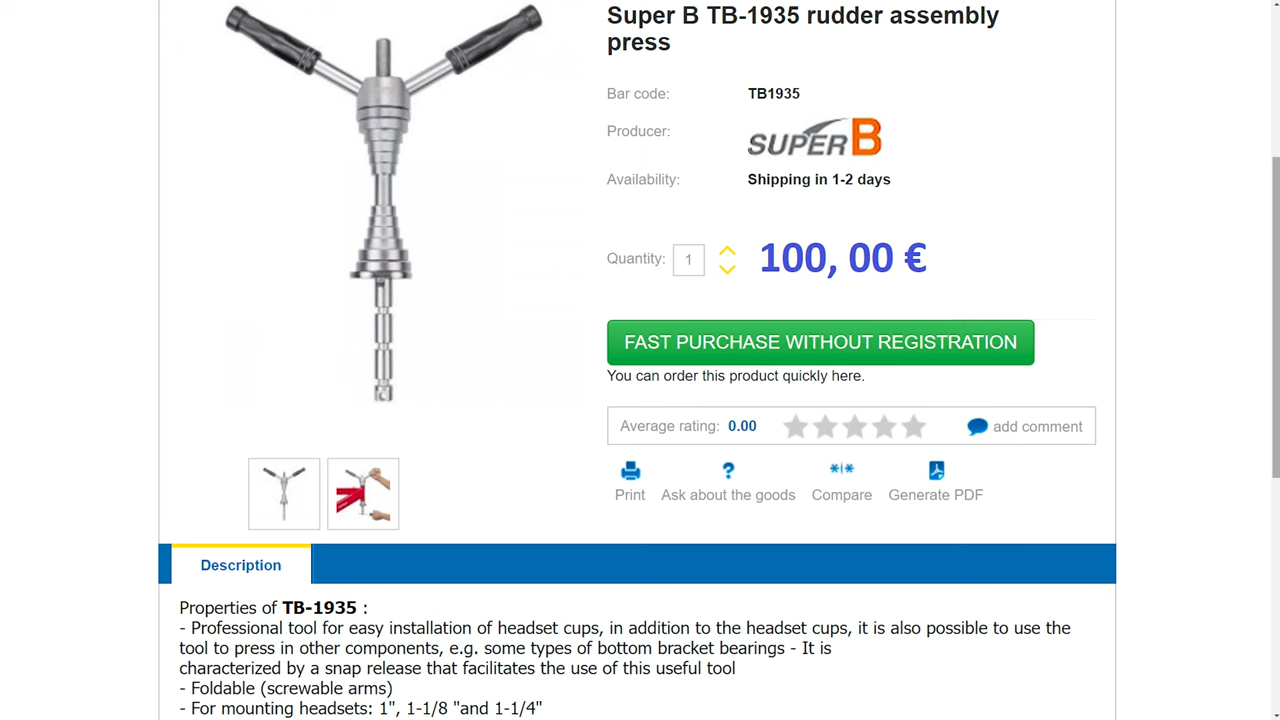 Super B TB-1935 rudder assembly
press
Bar code: TB1935
Producer: SUPER B
Availability: Shipping in 1-2 days
Quantity: 1 100, 00 €
FAST PURCHASE WITHOUT REGISTRATION
You can order this product quickly here.
Average rating: 0.00 add comment
Print Ask about the goods Compare Generate PDF
Description
Properties of TB-1935 :
- Professional tool for easy installation of headset cups, in addition to the headset cups, it is also possible to use the
tool to press in other components, e.g. some types of bottom bracket bearings - It is
characterized by a snap release that facilitates the use of this useful tool
- Foldable (screwable arms)
- For mounting headsets: 1", 1-1/8 "and 1-1/4"